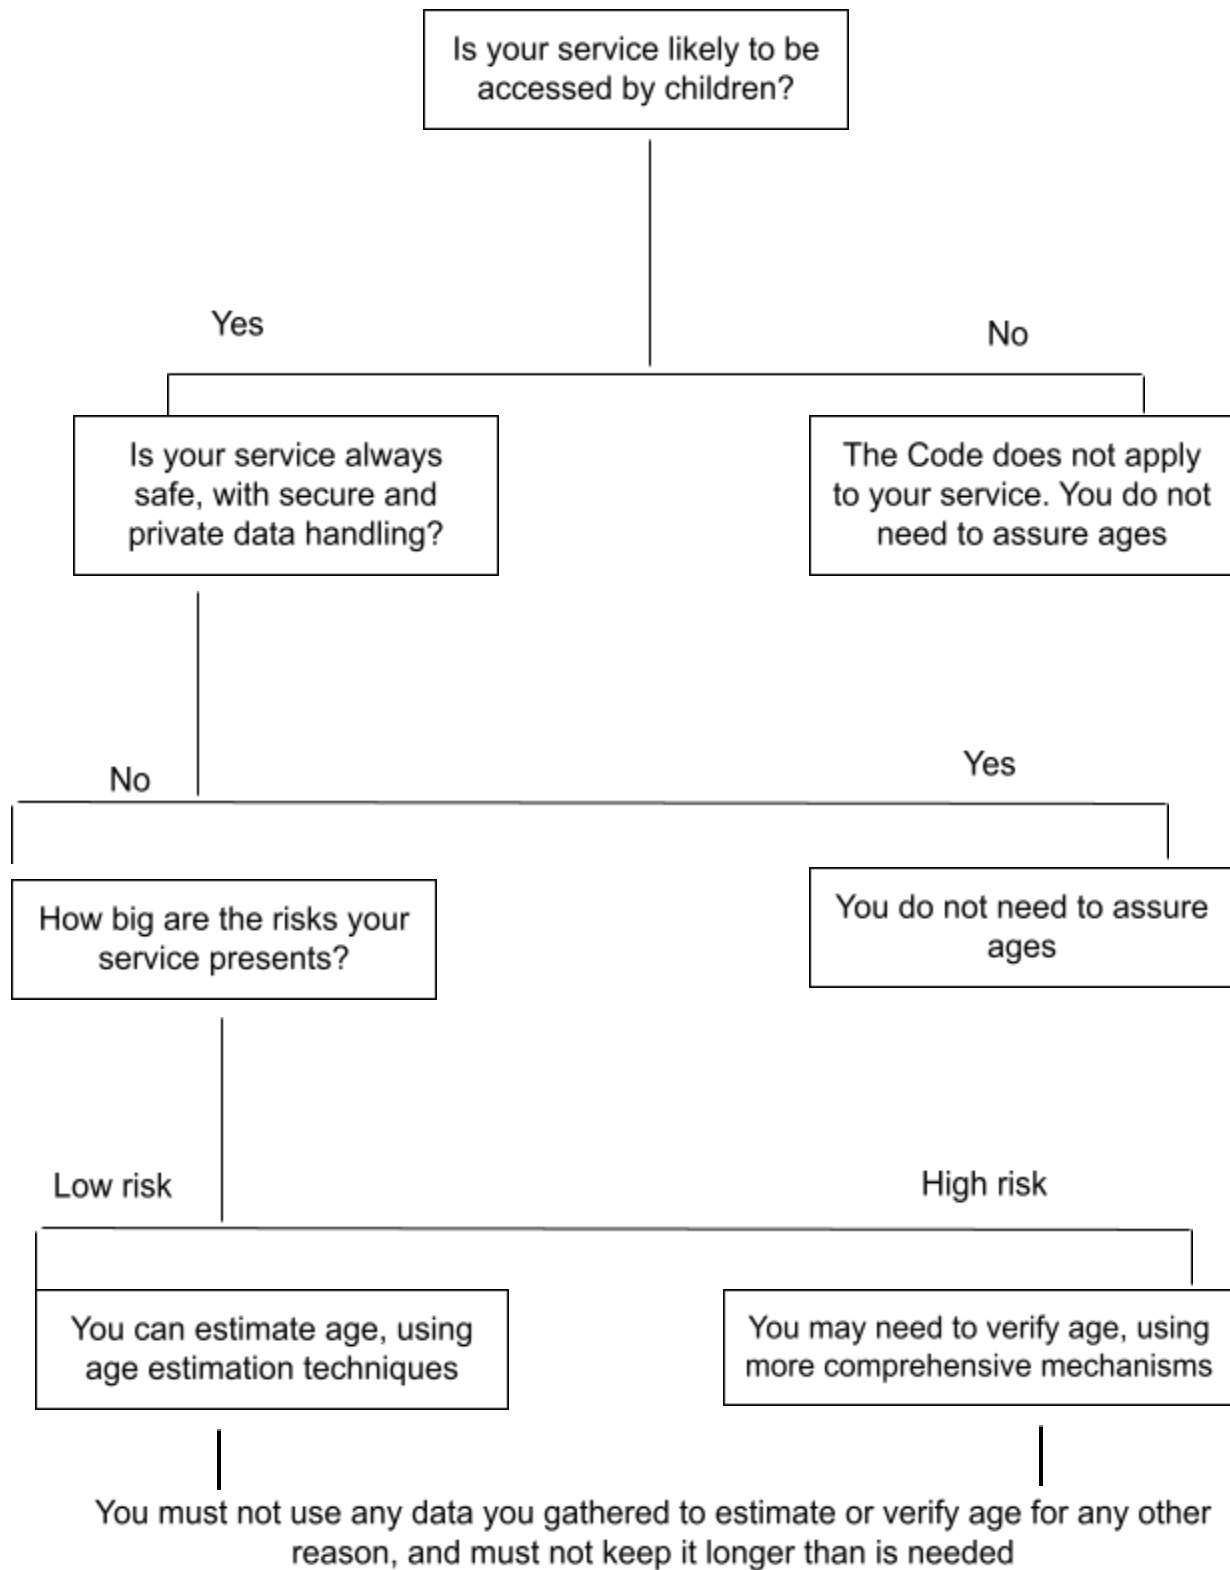 Is your service likely to be
accessed by children?
Yes
No
Is your service always
safe, with secure and
private data handling?
The Code does not apply
to your service. You do not
need to assure ages
No
Yes
How big are the risks your
service presents?
You do not need to assure
ages
Low risk
High risk
You can estimate age, using
age estimation techniques
You may need to verify age, using
more comprehensive mechanisms
You must not use any data you gathered to estimate or verify age for any other
reason, and must not keep it longer than is needed